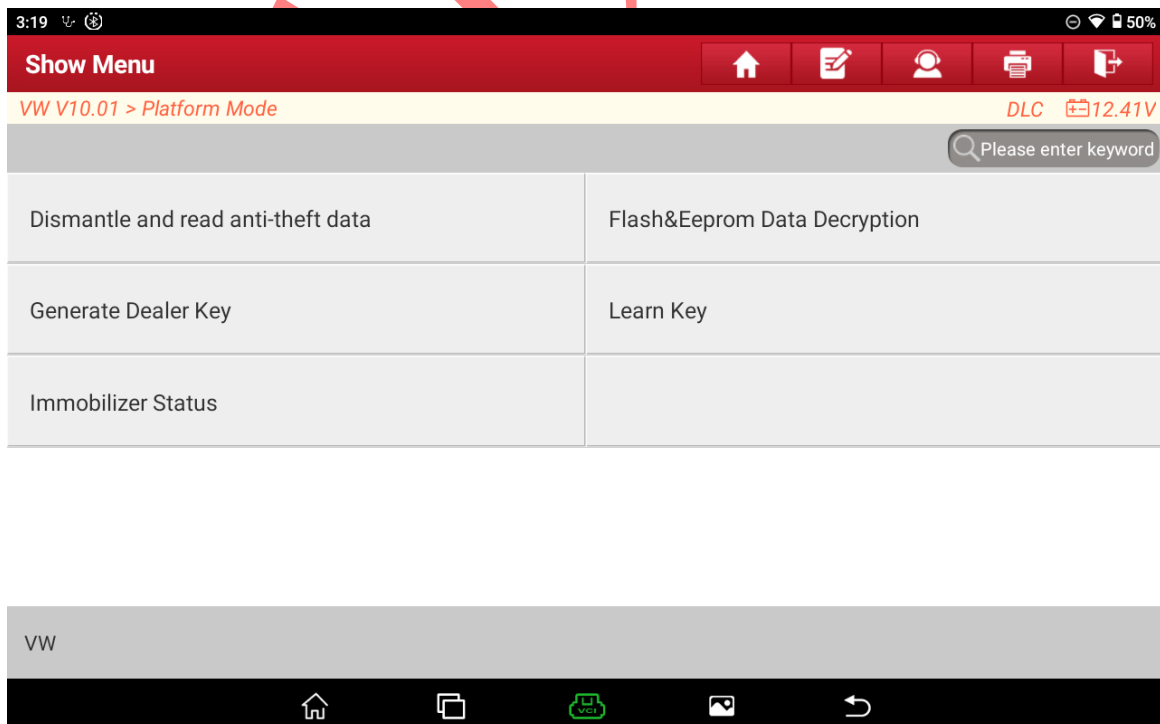 3:19 50%
Show Menu
VW V10.01 > Platform Mode DLC 12.41V
Please enter keyword
Dismantle and read anti-theft data Flash&Eeprom Data Decryption
Generate Dealer Key Learn Key
Immobilizer Status
VW
VCI